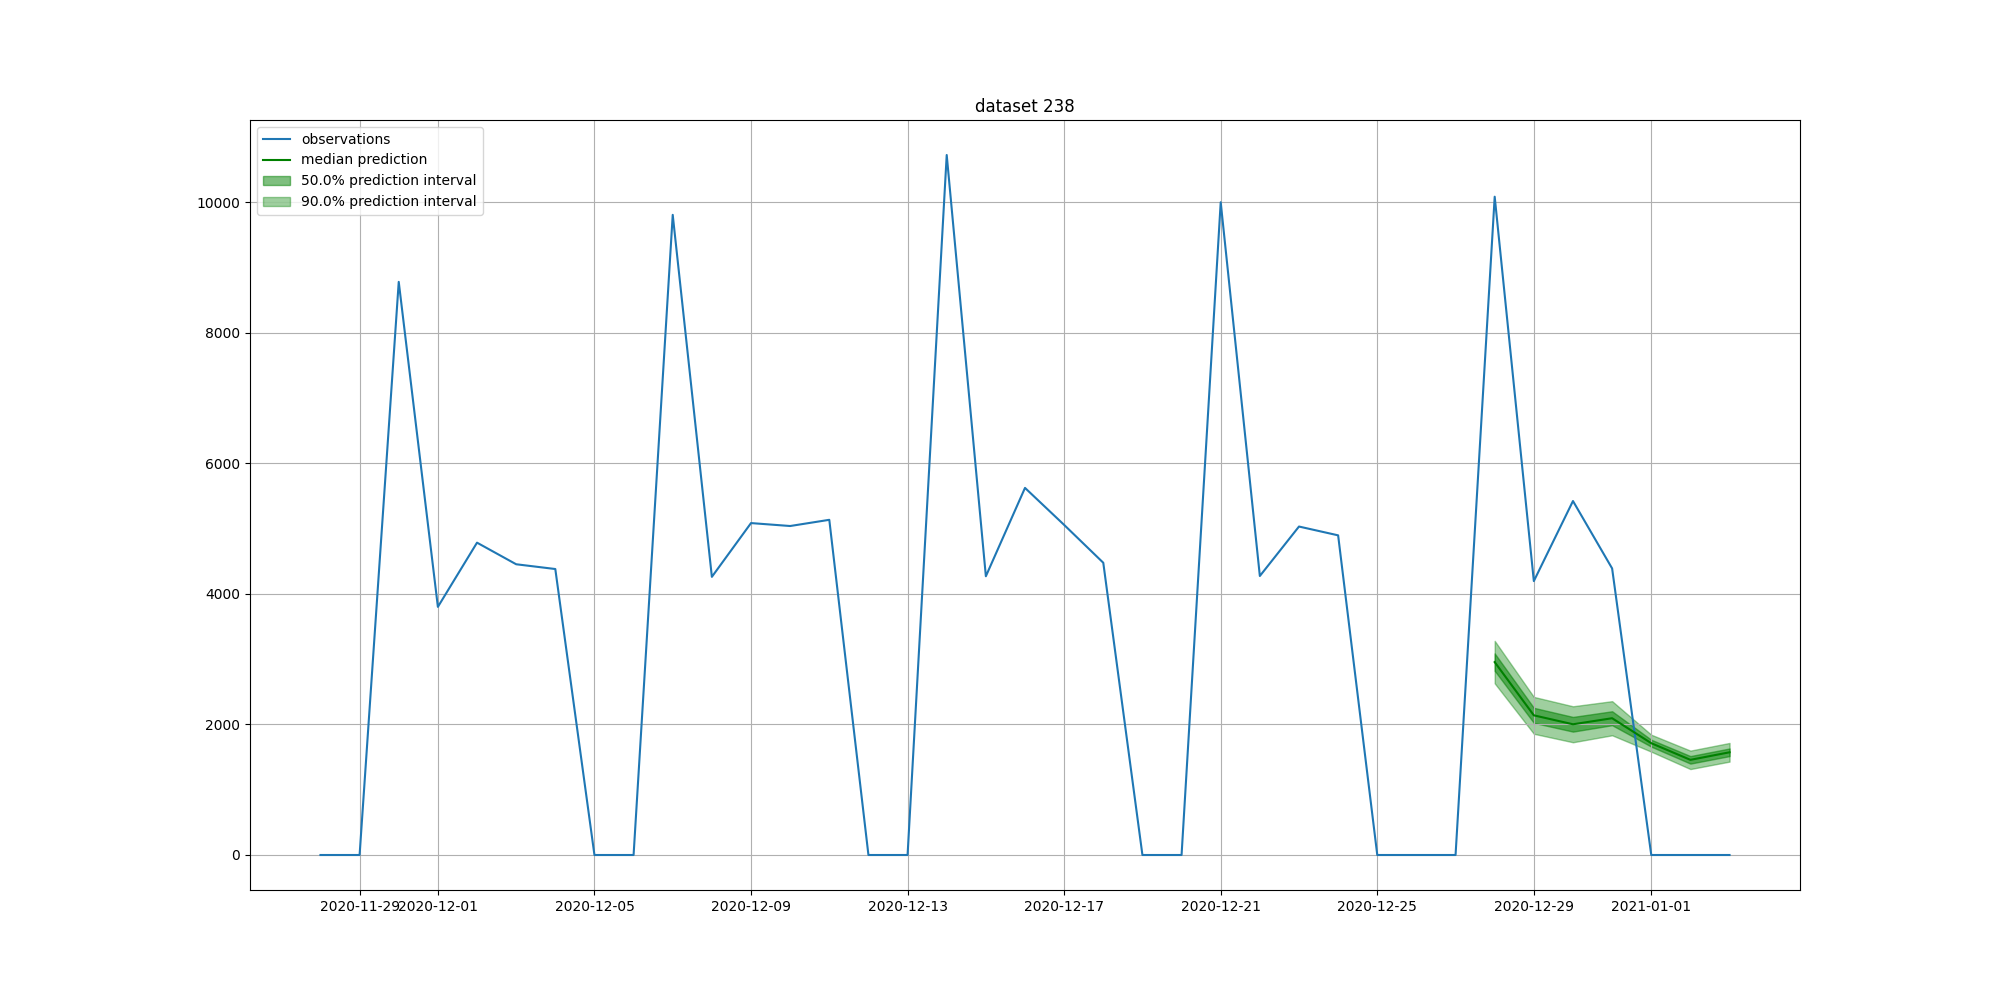 dataset 238
observations
median prediction
50.0% prediction interval
90.0% prediction interval
10000
8000
6000
4000
2000
0
2020-11-29 2020-12-01 2020-12-05 2020-12-09 2020-12-13 2020-12-17 2020-12-21 2020-12-25 2020-12-29 2021-01-01